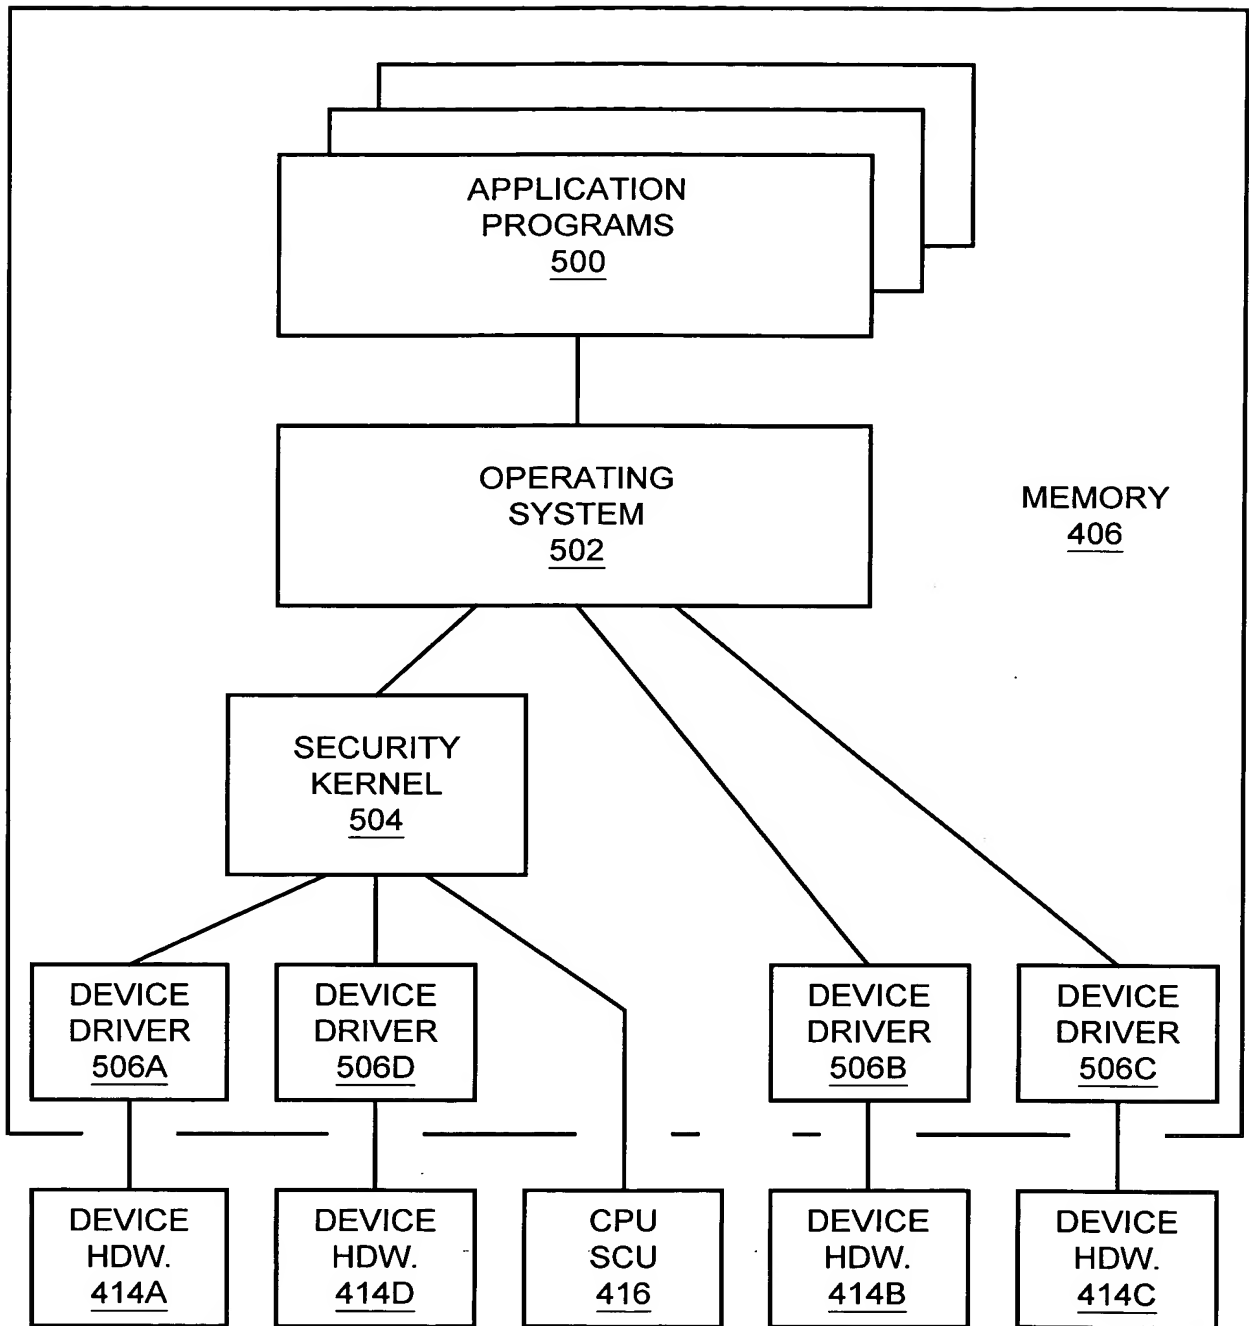 APPLICATION
PROGRAMS
500
OPERATING
SYSTEM
502
MEMORY
406
SECURITY
KERNEL
504
DEVICE
DRIVER
506A
DEVICE
DRIVER
506D
DEVICE
DRIVER
506B
DEVICE
DRIVER
506C
DEVICE
HDW.
414A
DEVICE
HDW.
414D
CPU
SCU
416
DEVICE
HDW.
414B
DEVICE
HDW.
414C